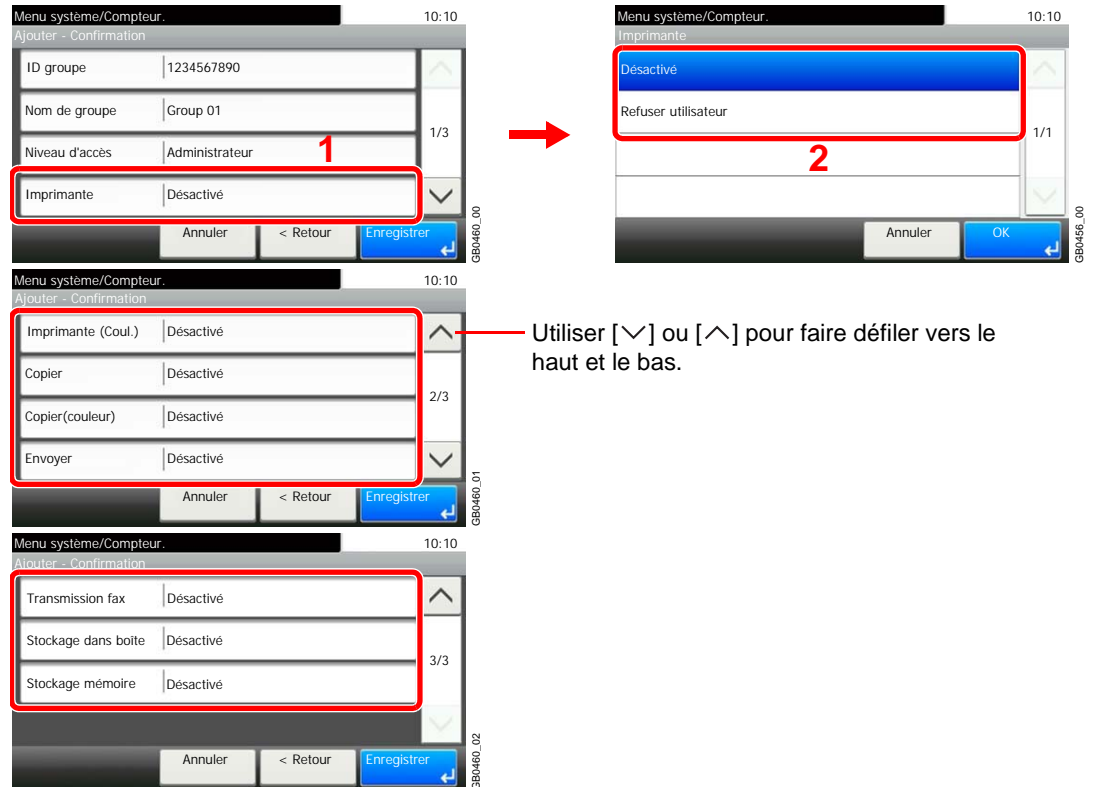 Menu système/Compteur. 10:10
Ajouter - Confirmation
ID groupe 1234567890
Nom de groupe Group 01
1/3
Niveau d'accès Administrateur
1
Imprimante Désactivé
Annuler < Retour Enregistrer
GB0460_00
Menu système/Compteur. 10:10
Imprimante
Désactivé
Refuser utilisateur
1/1
2
Annuler OK
GB0456_00
Menu système/Compteur. 10:10
Ajouter - Confirmation
Imprimante (Coul.) Désactivé
Copier Désactivé
2/3
Copier(couleur) Désactivé
Envoyer Désactivé
Annuler < Retour Enregistrer
GB0460_01
Utiliser [∨] ou [∧] pour faire défiler vers le
haut et le bas.
Menu système/Compteur. 10:10
Ajouter - Confirmation
Transmission fax Désactivé
Stockage dans boîte Désactivé
3/3
Stockage mémoire Désactivé
Annuler < Retour Enregistrer
GB0460_02